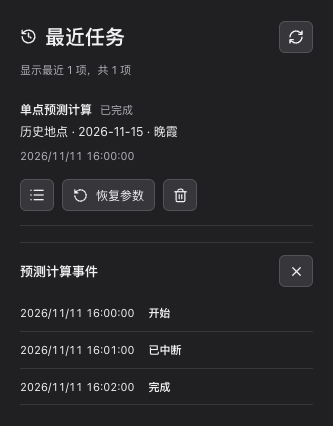 最近任务
显示最近 1 项，共 1 项
单点预测计算 已完成
历史地点 · 2026-11-15 · 晚霞
2026/11/11 16:00:00
恢复参数
预测计算事件
2026/11/11 16:00:00 开始
2026/11/11 16:01:00 已中断
2026/11/11 16:02:00 完成